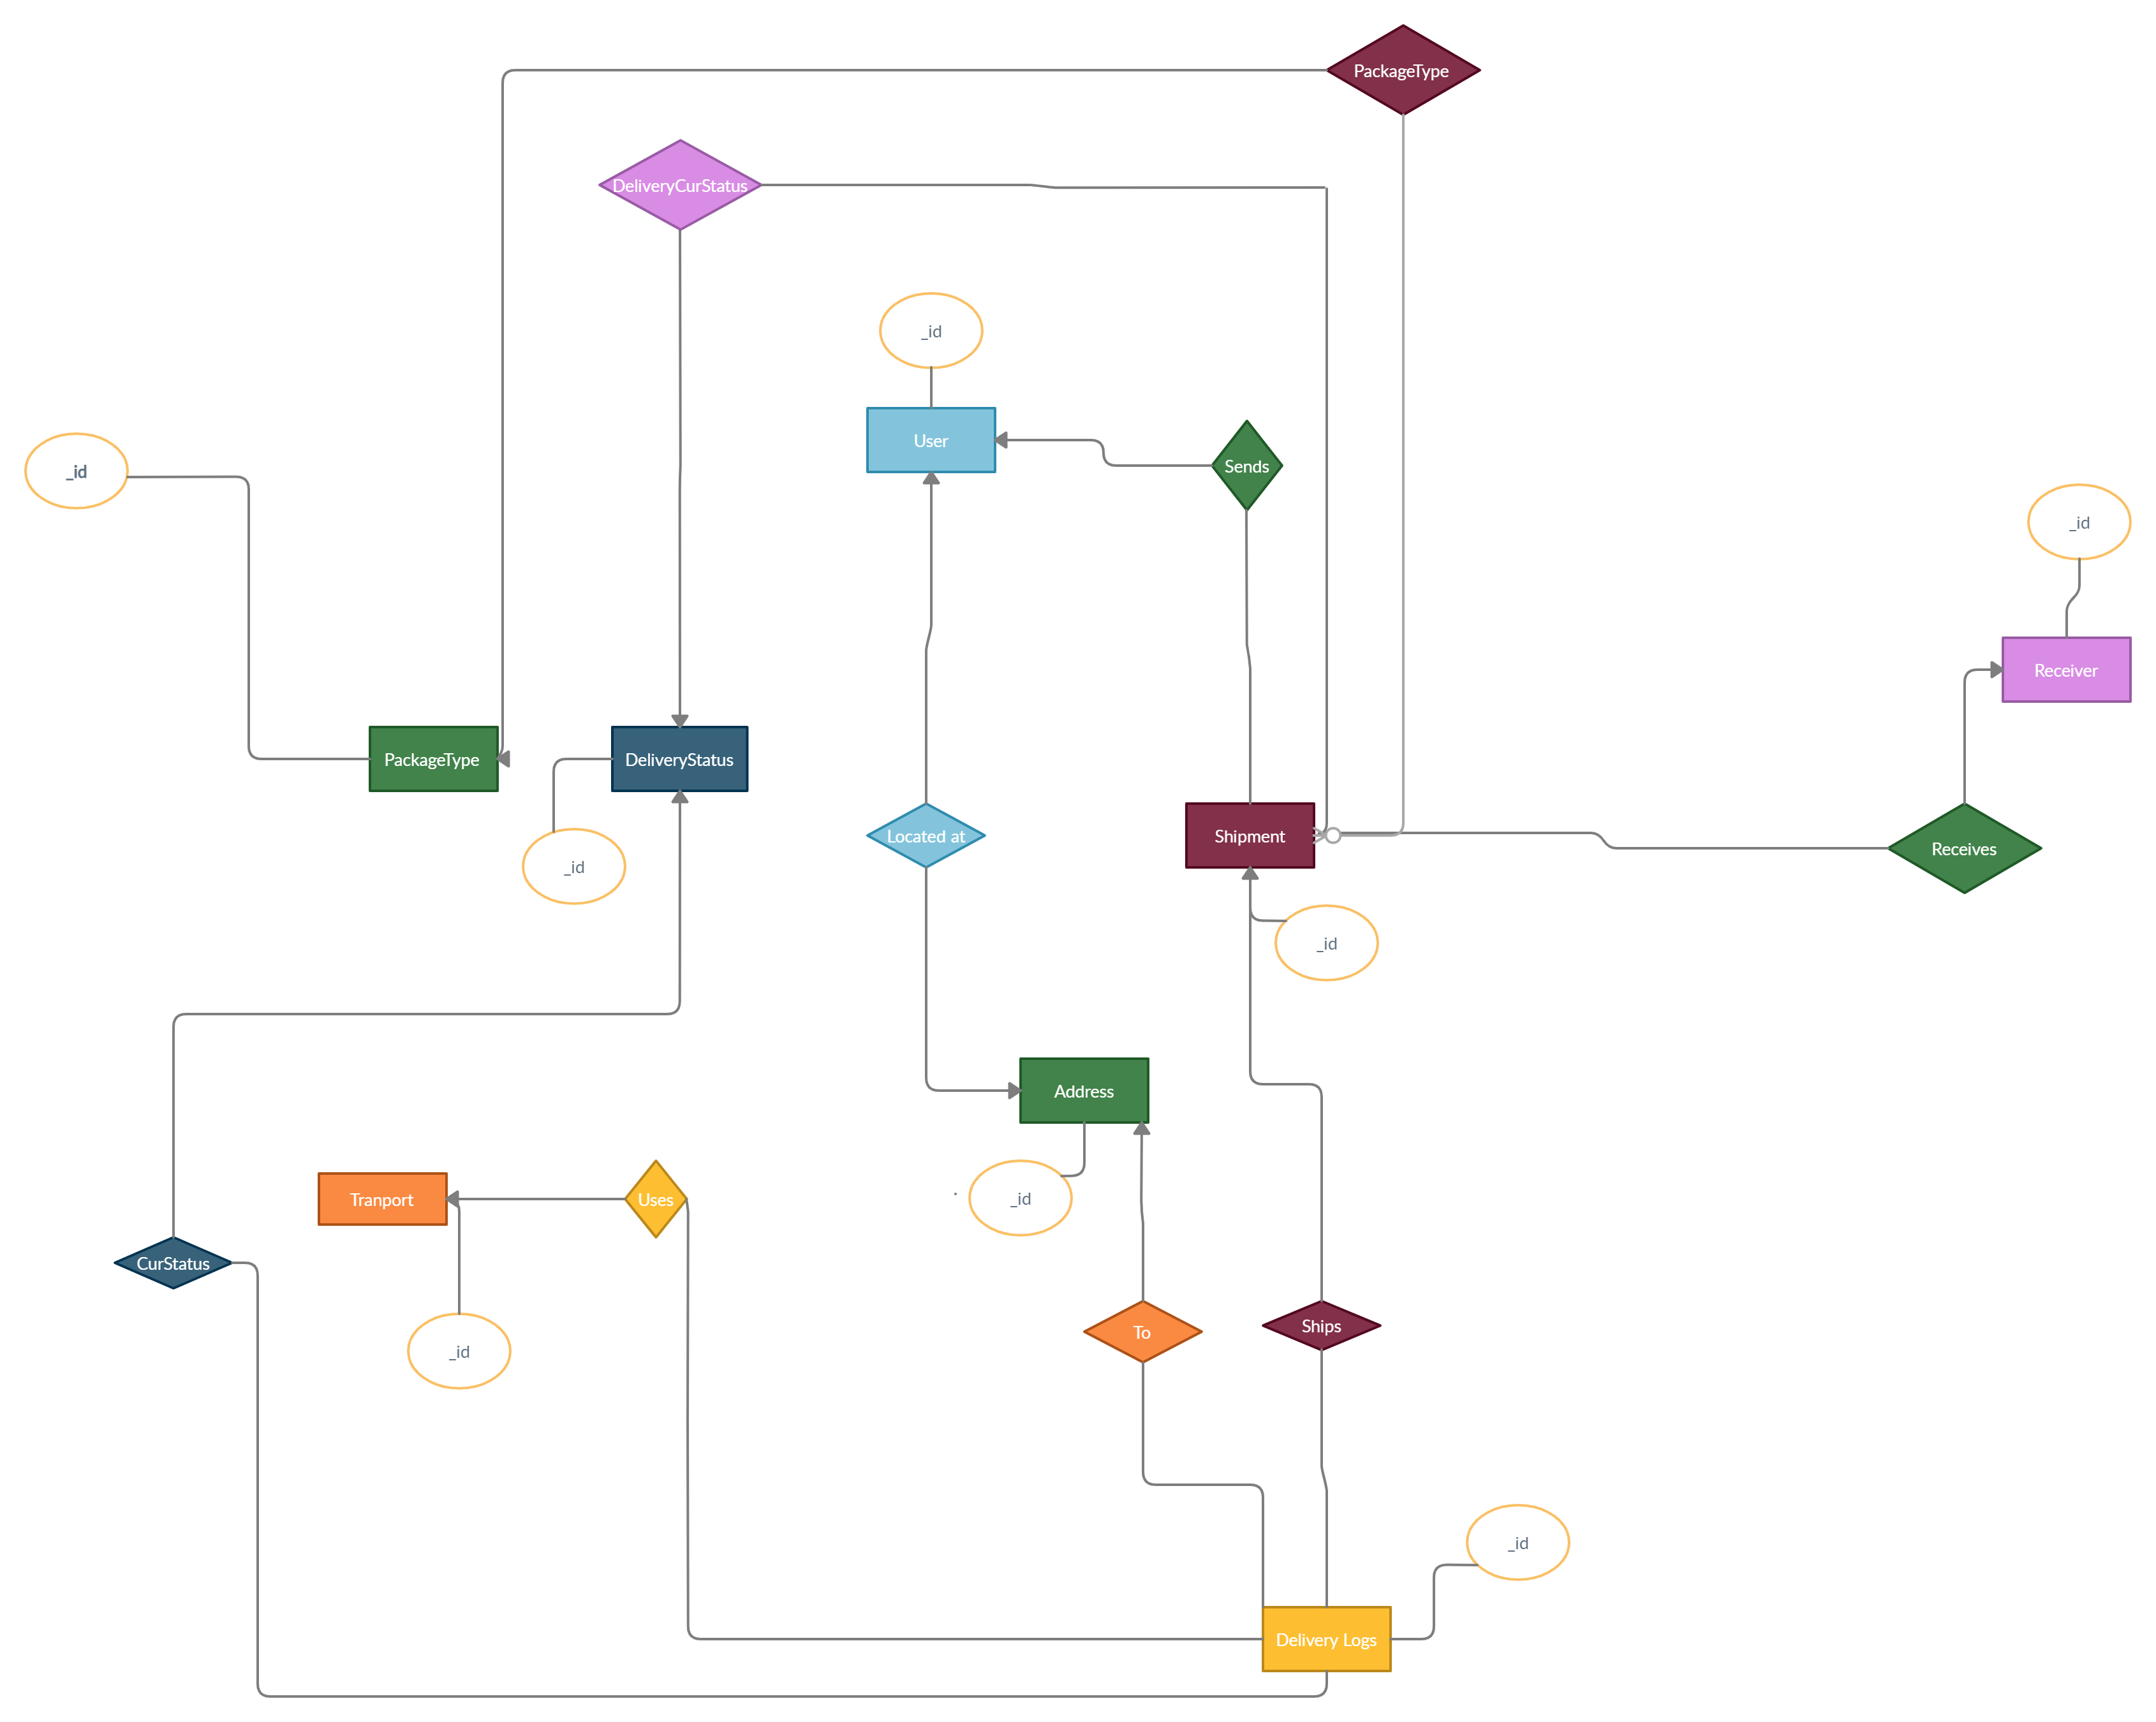 PackageType
DeliveryCurStatus
_id
User
Sends
_id
_id
Receiver
PackageType
DeliveryStatus
Located at
Shipment
Receives
_id
_id
Address
Tranport
Uses
_id
CurStatus
To
Ships
_id
_id
Delivery Logs